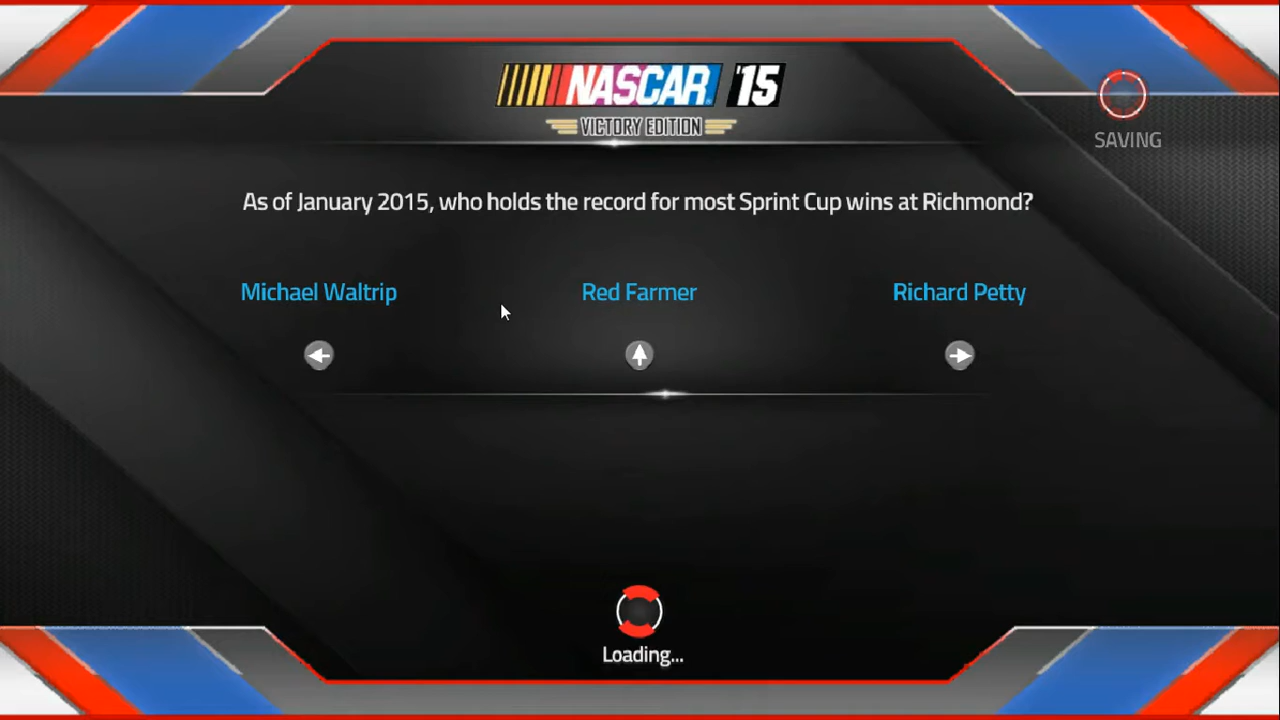 NASCAR '15
VICTORY EDITION
SAVING
As of January 2015, who holds the record for most Sprint Cup wins at Richmond?
Michael Waltrip
Red Farmer
Richard Petty
Loading...